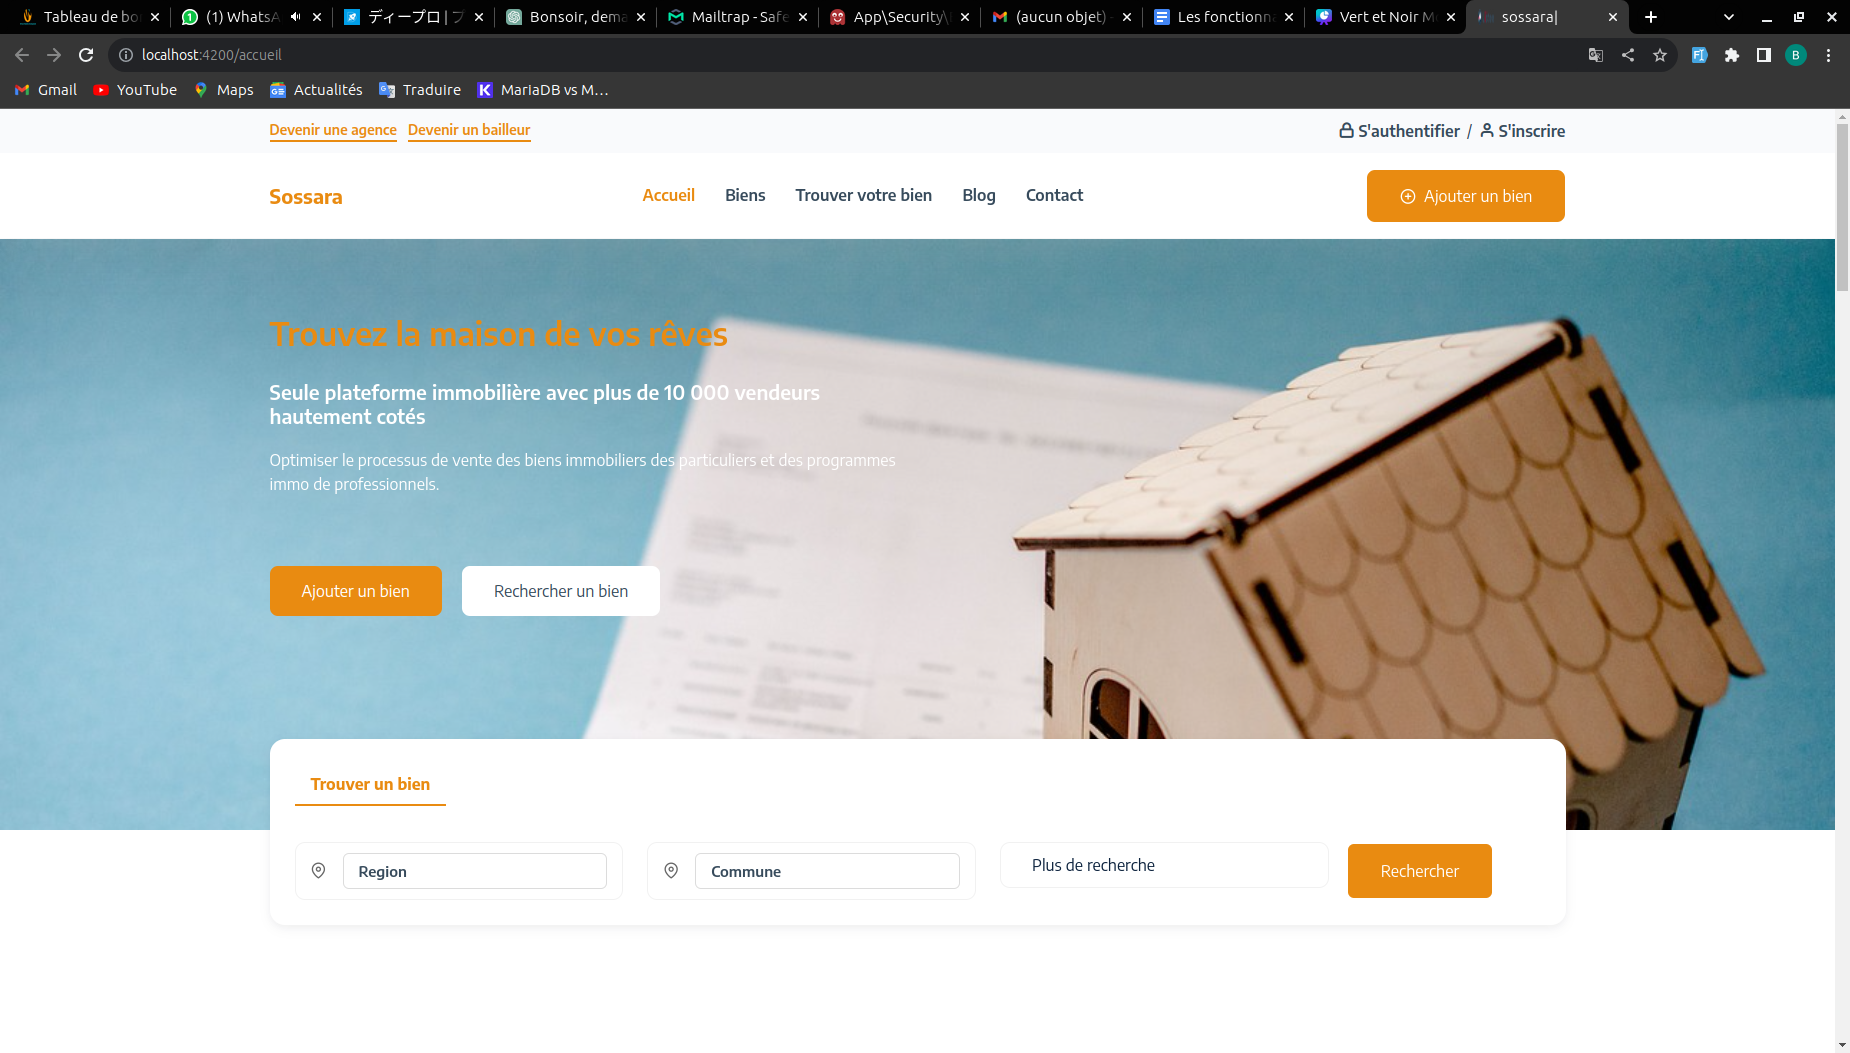 Tableau de bo
(1) WhatsA
ディープロ | プ
Bonsoir, dema
Mailtrap - Safe
App\Security\
(aucun objet) -
Les fonctionna
Vert et Noir M
sossara|
localhost:4200/accueil
B
Gmail
YouTube
Maps
Actualités
Traduire
MariaDB vs M...
Devenir une agence
Devenir un bailleur
S'authentifier / S'inscrire
Sossara
Accueil
Biens
Trouver votre bien
Blog
Contact
Ajouter un bien
Trouvez la maison de vos rêves
Seule plateforme immobilière avec plus de 10 000 vendeurs
hautement cotés
Optimiser le processus de vente des biens immobiliers des particuliers et des programmes
immo de professionnels.
Ajouter un bien
Rechercher un bien
Trouver un bien
Region
Commune
Plus de recherche
Rechercher